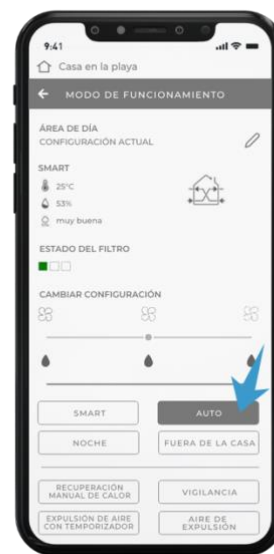 9:41
Casa en la playa
MODO DE FUNCIONAMIENTO
ÁREA DE DÍA
CONFIGURACIÓN ACTUAL
SMART
25°C
53%
muy buena
ESTADO DEL FILTRO
CAMBIAR CONFIGURACIÓN
SMART
AUTO
NOCHE
FUERA DE LA CASA
RECUPERACIÓN
MANUAL DE CALOR
VIGILANCIA
EXPULSIÓN DE AIRE
CON TEMPORIZADOR
AIRE DE
EXPULSIÓN